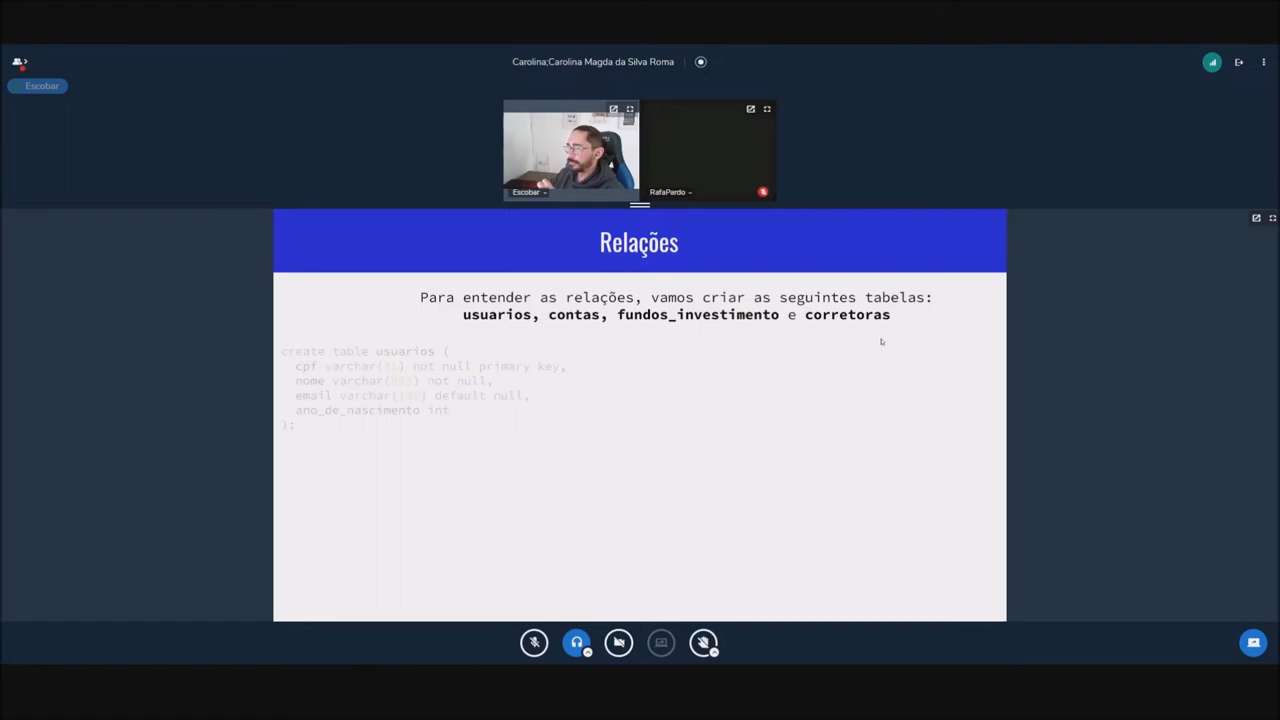 Carolina;Carolina Magda da Silva Roma
Escobar
Escobar
RafaPardo
Relações
Para entender as relações, vamos criar as seguintes tabelas:
usuarios, contas, fundos_investimento e corretoras
create table usuarios (
cpf varchar(11) not null primary key,
nome varchar( ) not null,
email varchar( ) default null,
ano_de_nascimento int
);